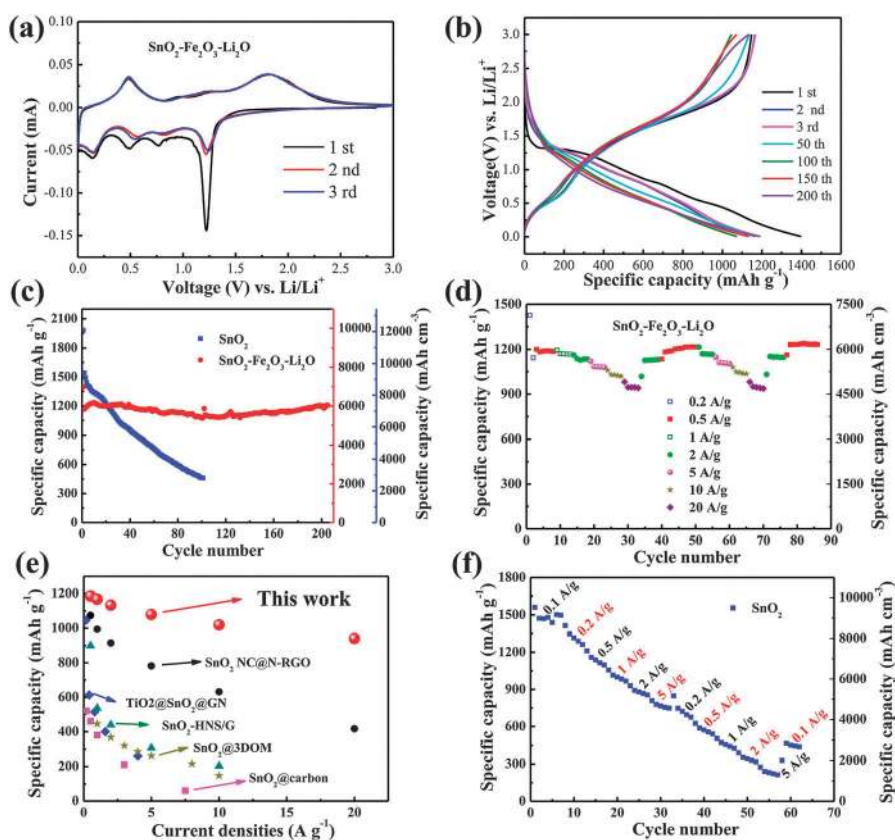 (a)
SnO2-Fe2O3-Li2O
0.05
0.00
-0.05
-0.10
-0.15
Current (mA)
1 st
2 nd
3 rd
0.0 0.5 1.0 1.5 2.0 2.5 3.0
Voltage (V) vs. Li/Li+
(b)
3.0
2.5
2.0
1.5
1.0
0.5
0.0
Voltage(V) vs. Li/Li+
1 st
2 nd
3 rd
50 th
100 th
150 th
200 th
0 200 400 600 800 1000 1200 1400 1600
Specific capacity (mAh g-1)
(c)
2100
1800
1500
1200
900
600
300
Specific capacity (mAh g-1)
SnO2
SnO2-Fe2O3-Li2O
10000
8000
6000
4000
2000
0
12000
10000
8000
6000
4000
2000
0
Specific capacity (mAh cm-3)
0 40 80 120 160 200
Cycle number
(d)
1500
1200
900
600
300
0
Specific capacity (mAh g-1)
SnO2-Fe2O3-Li2O
0.2 A/g
0.5 A/g
1 A/g
2 A/g
5 A/g
10 A/g
20 A/g
7500
6000
4500
3000
1500
0
Specific capacity (mAh cm-3)
0 10 20 30 40 50 60 70 80 90
Cycle number
(e)
1200
1000
800
600
400
200
0
Specific capacity (mAh g-1)
This work
SnO2 NC@N-RGO
TiO2@SnO2@GN
SnO2-HNS/G
SnO2@3DOM
SnO2@carbon
0 5 10 15 20
Current densities (A g-1)
(f)
1800
1500
1200
900
600
300
0
Specific capacity (mAh g-1)
SnO2
0.1 A/g
0.2 A/g
0.5 A/g
1 A/g
2 A/g
5 A/g
0.2 A/g
0.5 A/g
1 A/g
2 A/g
5 A/g
0.1 A/g
10000
8000
6000
4000
2000
0
Specific capacity (mAh cm-3)
0 10 20 30 40 50 60 70
Cycle number